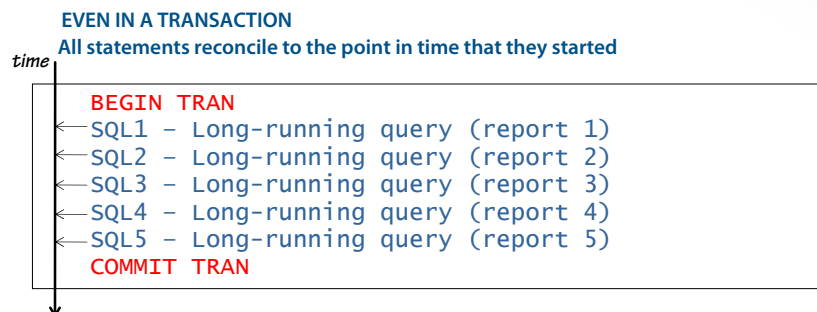 EVEN IN A TRANSACTION
All statements reconcile to the point in time that they started
time
BEGIN TRAN
SQL1 – Long-running query (report 1)
SQL2 – Long-running query (report 2)
SQL3 – Long-running query (report 3)
SQL4 – Long-running query (report 4)
SQL5 – Long-running query (report 5)
COMMIT TRAN